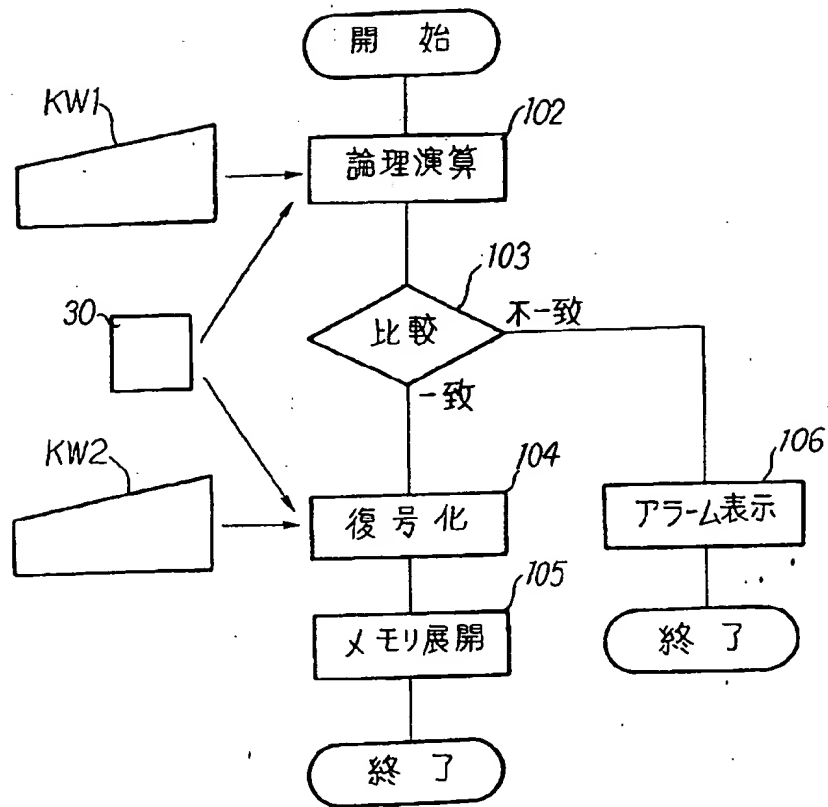 開始
KW1
102
論理演算
103
30
比較
不一致
一致
KW2
104
106
復号化
アラーム表示
105
メモリ展開
終了
終了